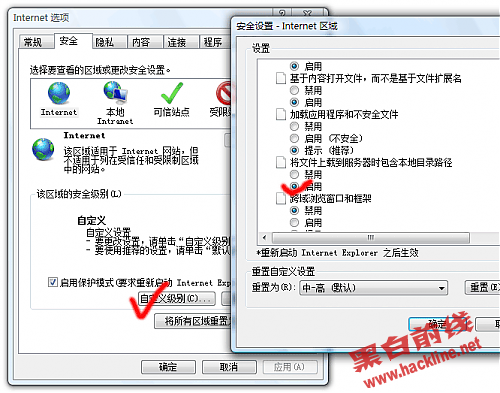 Internet 选项
常规
安全
隐私
内容
连接
程序
选择要查看的区域或更改安全设置。
Internet
本地
Intranet
可信站点
受限
Internet
该区域适用于 Internet 网站，但
不适用于列在受信任和受限制区域
中的网站。
该区域的安全级别(L)
自定义
自定义设置
- 要更改设置，请单击“自定义级别
- 要使用推荐的设置，请单击“默认
启用保护模式(要求重新启动 Internet Exp
自定义级别(C)...
将所有区域重置
确定
取消
应用(A)
安全设置 - Internet 区域
设置
启用
基于内容打开文件，而不是基于文件扩展名
禁用
启用
加载应用程序和不安全文件
禁用
启用 (不安全)
提示 (推荐)
将文件上载到服务器时包含本地目录路径
禁用
启用
跨域浏览窗口和框架
禁用
启用
*重新启动 Internet Explorer 之后生效
重置自定义设置
重置为(R):
中-高 (默认)
重置(E)
确定
黑白前线
www.hackline.net